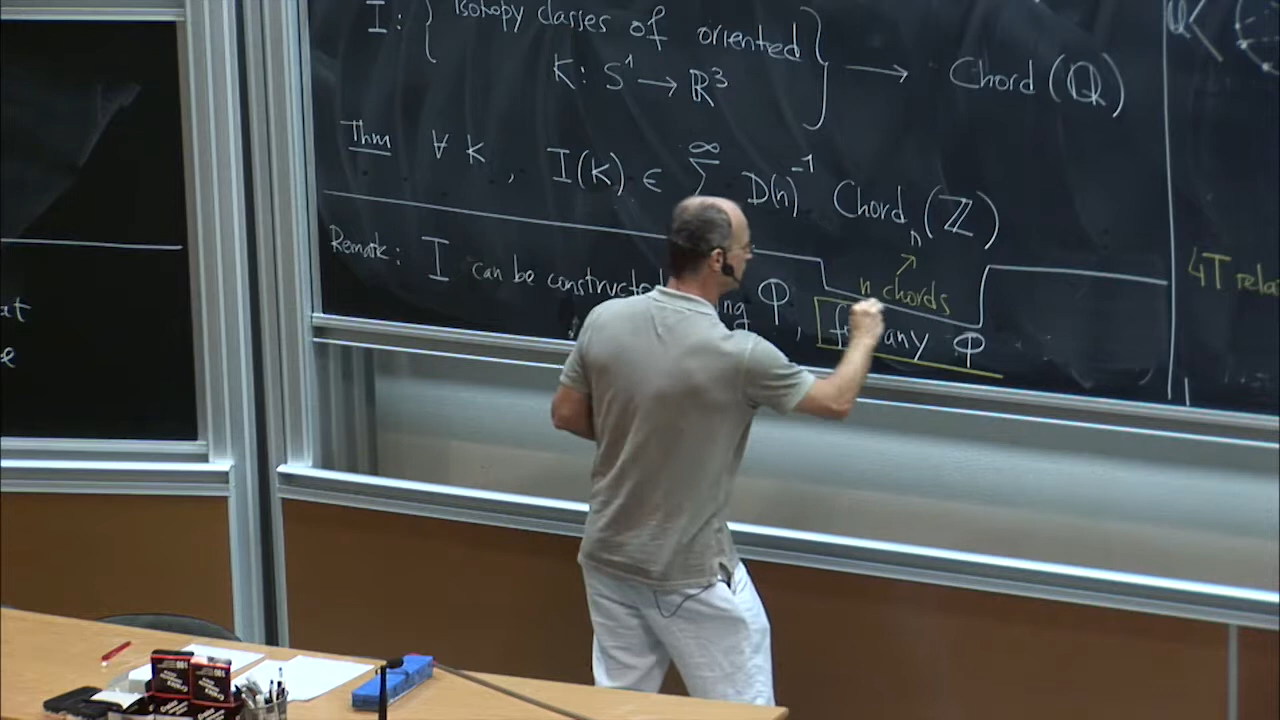 at
e
I: { isotopy classes of oriented }
K: S¹ → ℝ³
→ Chord(ℚ)
Thm ∀ K, I(K) ∈ ∑^∞ D(n)⁻¹ Chord_n(ℤ)
n chords
Remark: I can be constructed φ, for any φ
4T rela